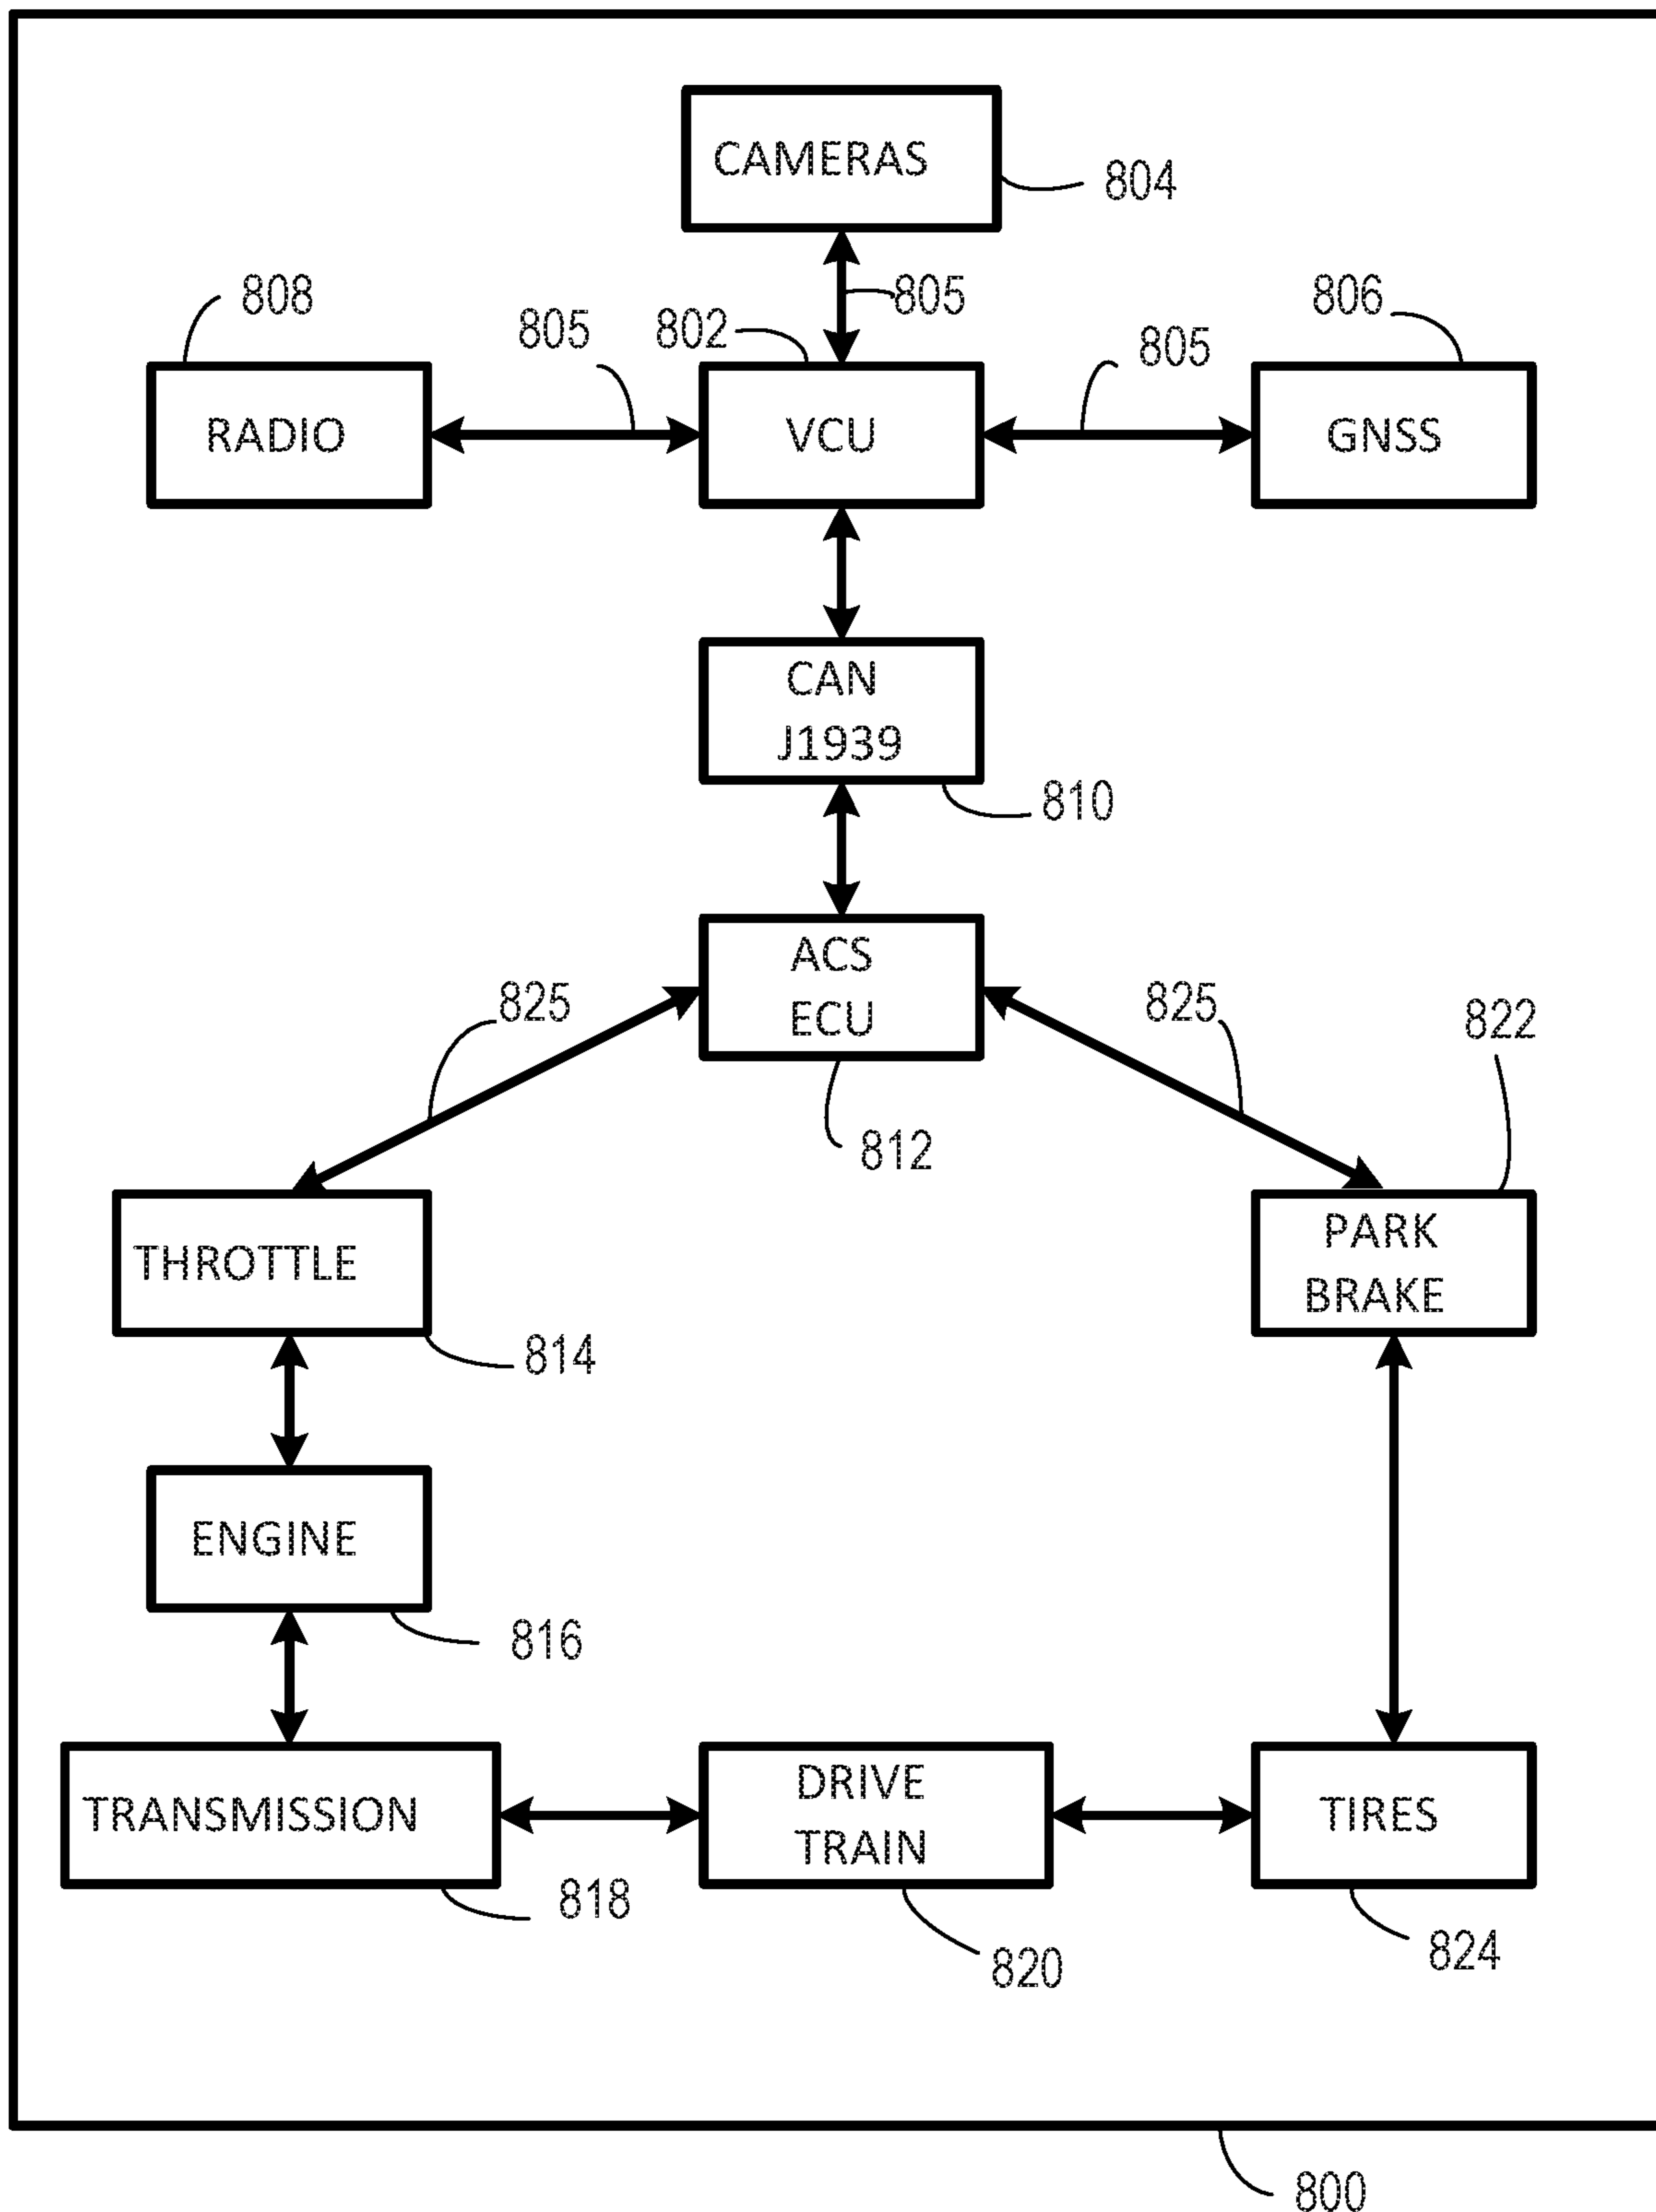 CAMERAS
804
805
808
805
802
805
806
RADIO
VCU
GNSS
CAN
J1939
810
ACS
ECU
825
825
822
812
THROTTLE
PARK
BRAKE
814
ENGINE
816
TRANSMISSION
DRIVE
TRAIN
TIRES
818
820
824
800